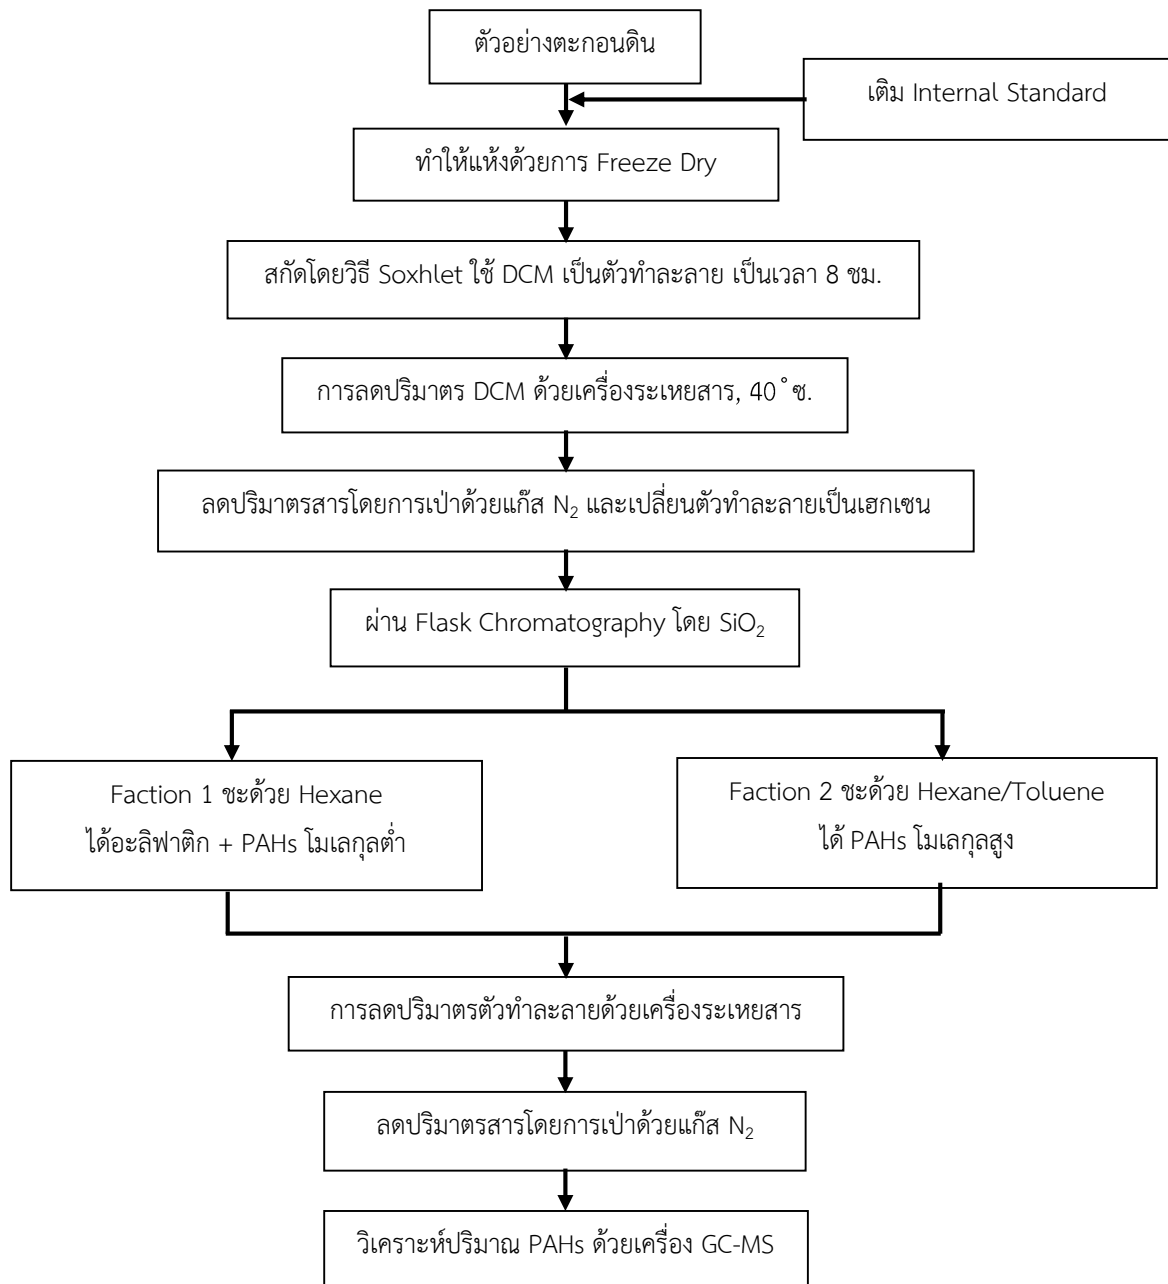 ตัวอย่างตะกอนดิน
เติม Internal Standard
ทำให้แห้งด้วยการ Freeze Dry
สกัดโดยวิธี Soxhlet ใช้ DCM เป็นตัวทำละลาย เป็นเวลา 8 ชม.
การลดปริมาตร DCM ด้วยเครื่องระเหยสาร, 40˚ซ.
ลดปริมาตรสารโดยการเป่าด้วยแก๊ส N₂ และเปลี่ยนตัวทำละลายเป็นเฮกเซน
ผ่าน Flask Chromatography โดย SiO₂
Faction 1 ชะด้วย Hexane
ได้อะลิฟาติก + PAHs โมเลกุลต่ำ
Faction 2 ชะด้วย Hexane/Toluene
ได้ PAHs โมเลกุลสูง
การลดปริมาตรตัวทำละลายด้วยเครื่องระเหยสาร
ลดปริมาตรสารโดยการเป่าด้วยแก๊ส N₂
วิเคราะห์ปริมาณ PAHs ด้วยเครื่อง GC-MS